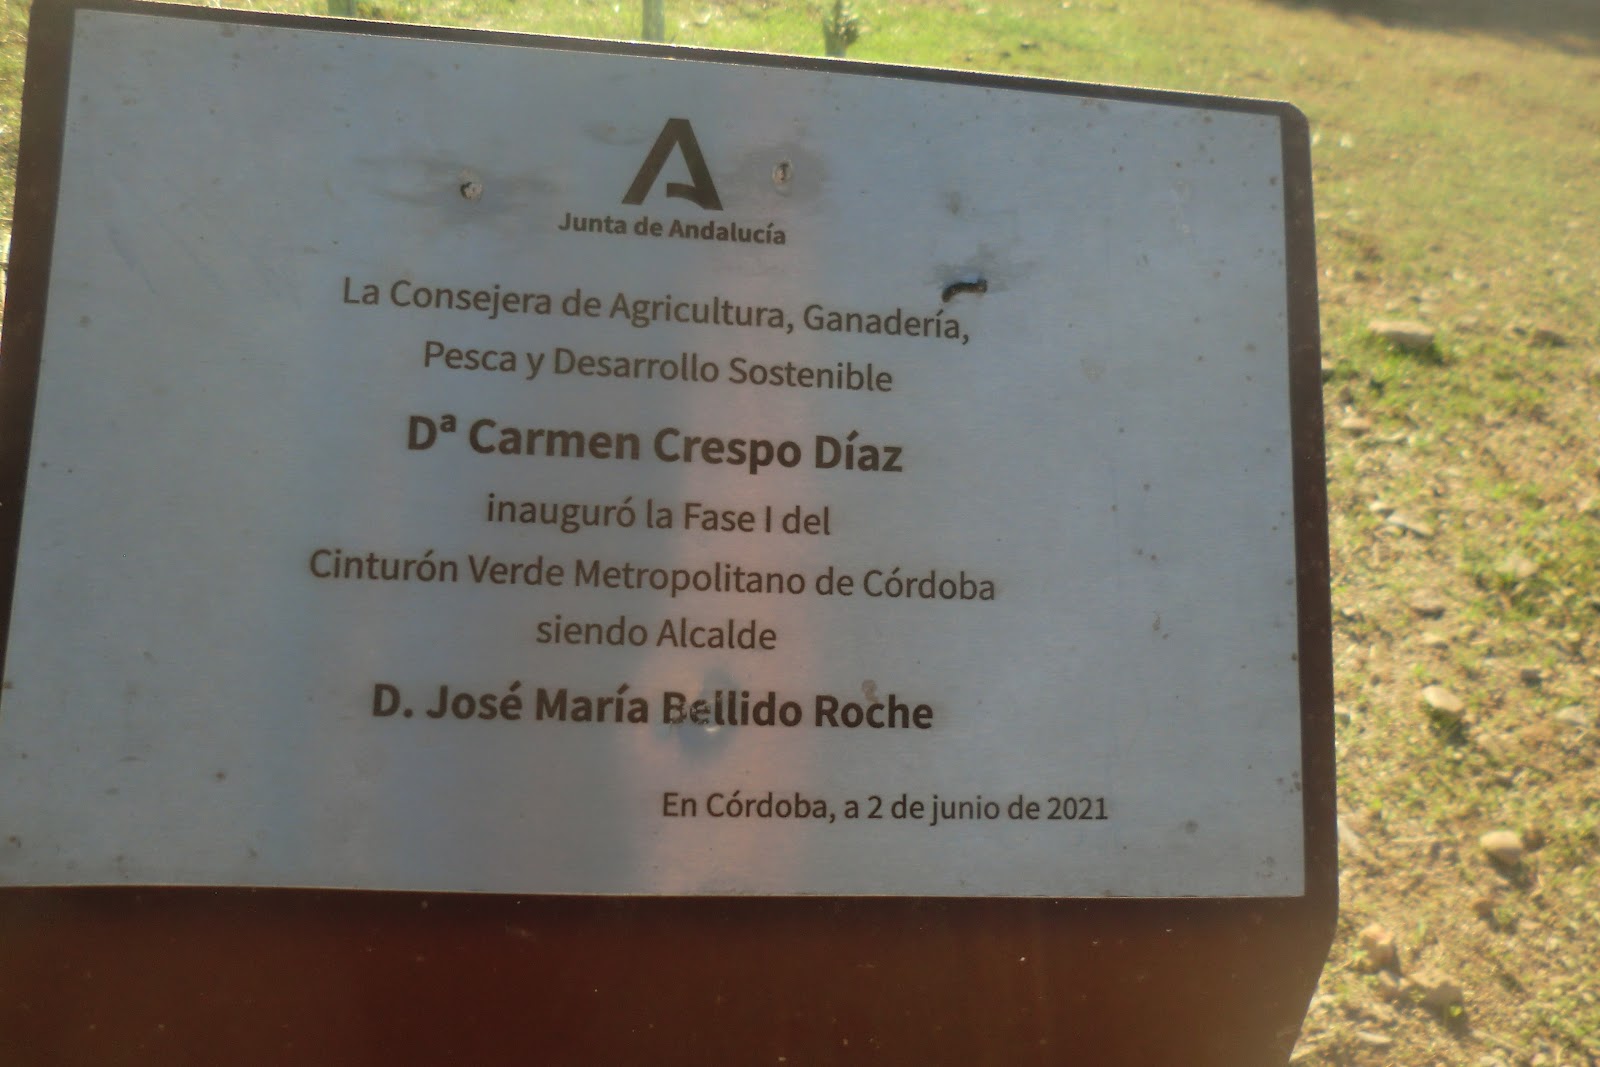 Junta de Andalucía
La Consejera de Agricultura, Ganadería,
Pesca y Desarrollo Sostenible
Dª Carmen Crespo Díaz
inauguró la Fase I del
Cinturón Verde Metropolitano de Córdoba
siendo Alcalde
D. José María Bellido Roche
En Córdoba, a 2 de junio de 2021